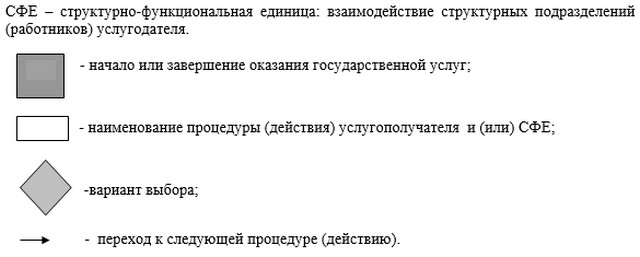 СФЕ – структурно-функциональная единица: взаимодействие структурных подразделений
(работников) услугодателя.
- начало или завершение оказания государственной услуг;
- наименование процедуры (действия) услугополучателя и (или) СФЕ;
-вариант выбора;
- переход к следующей процедуре (действию).